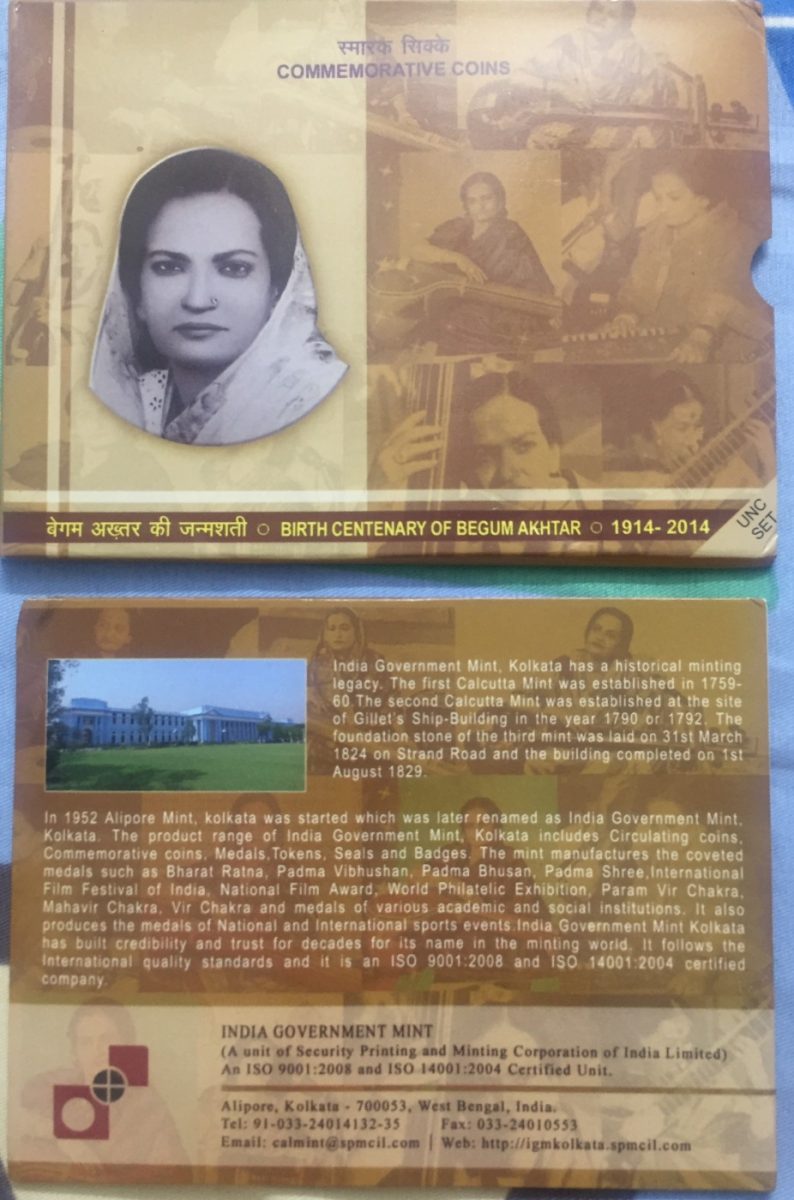 स्मारक सिक्के
COMMEMORATIVE COINS
बेगम अख़्तर की जन्मशती ○ BIRTH CENTENARY OF BEGUM AKHTAR ○ 1914- 2014
UNC
SET
India Government Mint, Kolkata has a historical minting
legacy. The first Calcutta Mint was established in 1759-
60.The second Calcutta Mint was established at the site
of Gillet's Ship-Building in the year 1790 or 1792. The
foundation stone of the third mint was laid on 31st March
1824 on Strand Road and the building completed on 1st
August 1829.
In 1952 Alipore Mint, kolkata was started which was later renamed as India Government Mint,
Kolkata. The product range of India Government Mint, Kolkata includes Circulating coins,
Commemorative coins, Medals,Tokens, Seals and Badges. The mint manufactures the coveted
medals such as Bharat Ratna, Padma Vibhushan, Padma Bhusan, Padma Shree,International
Film Festival of India, National Film Award, World Philatelic Exhibition, Param Vir Chakra,
Mahavir Chakra, Vir Chakra and medals of various academic and social institutions. It also
produces the medals of National and International sports events.India Government Mint Kolkata
has built credibility and trust for decades for its name in the minting world. It follows the
International quality standards and it is an ISO 9001:2008 and ISO 14001:2004 certified
company.
INDIA GOVERNMENT MINT
(A unit of Security Printing and Minting Corporation of India Limited)
An ISO 9001:2008 and ISO 14001:2004 Certified Unit.
Alipore, Kolkata - 700053, West Bengal, India.
Tel: 91-033-24014132-35 Fax: 033-24010553
Email: calmint@spmcil.com | Web: http://igmkolkata.spmcil.com